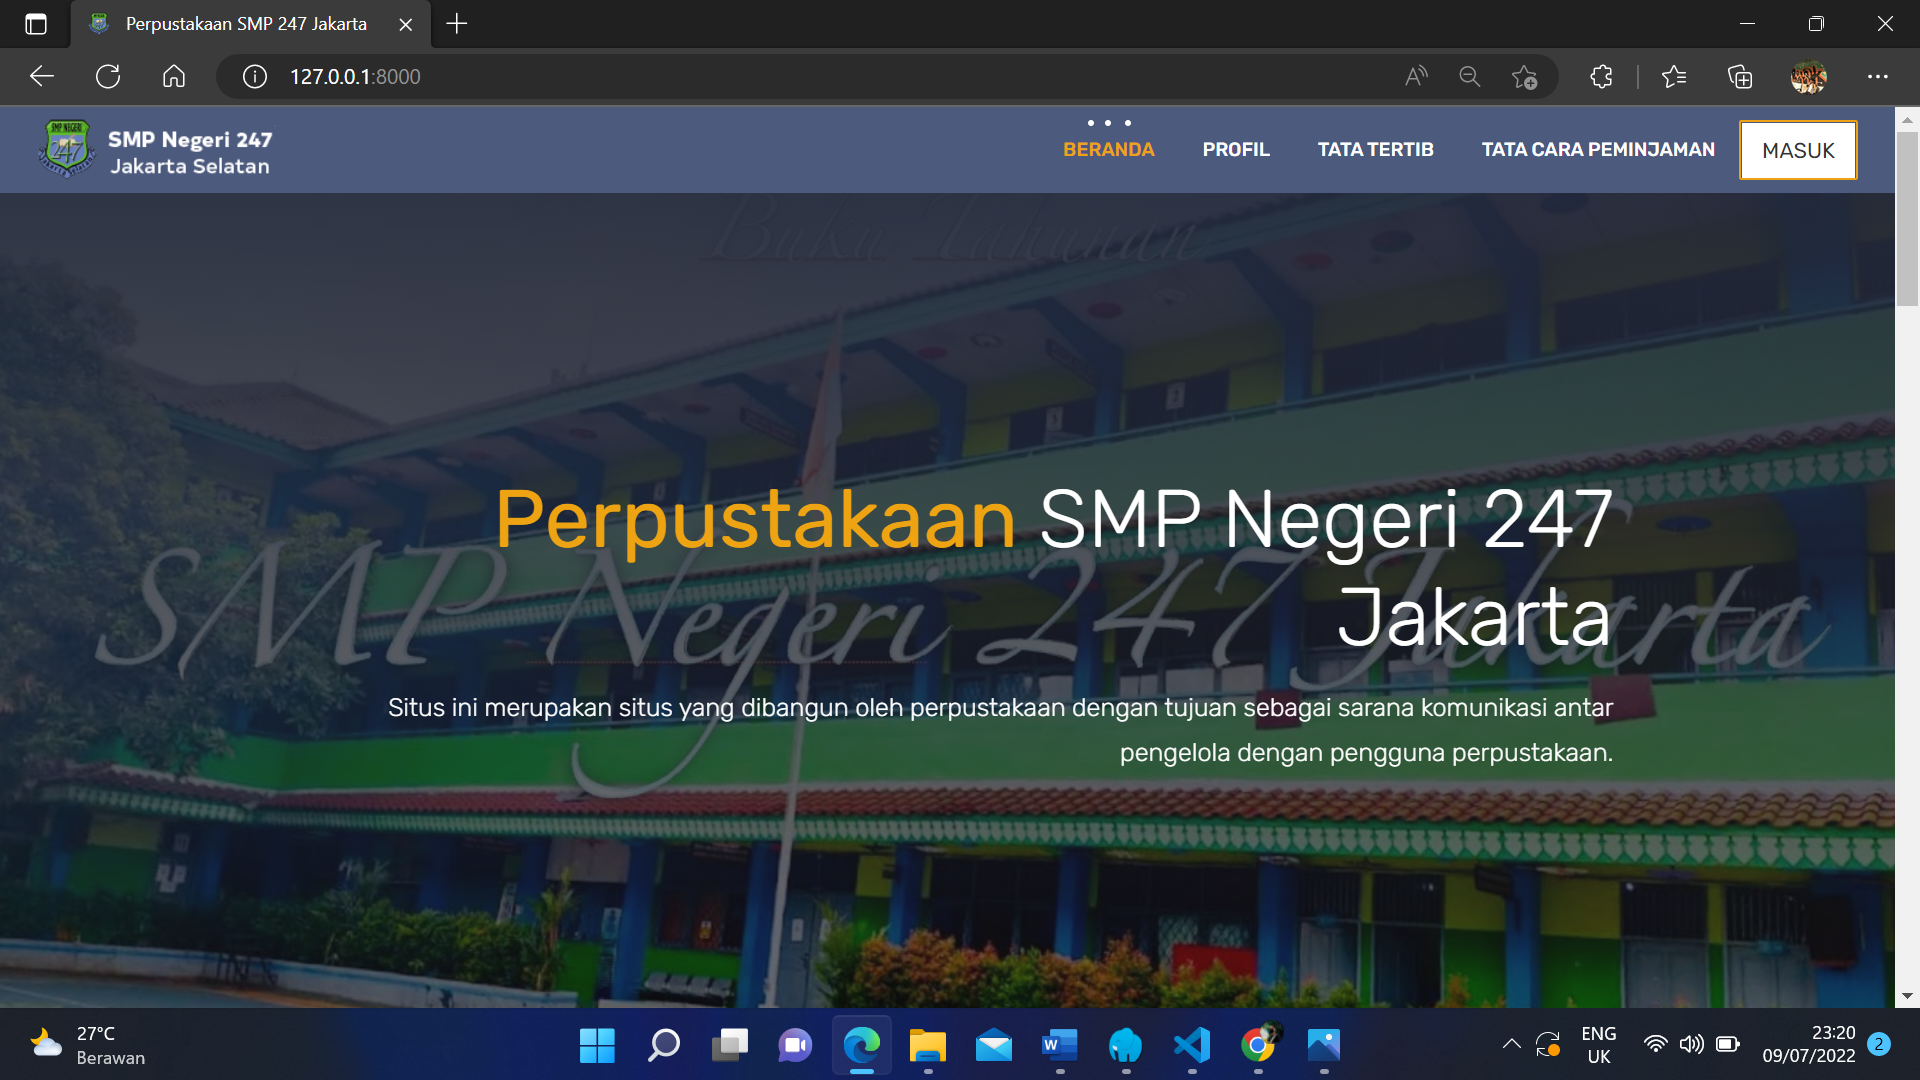 Perpustakaan SMP 247 Jakarta
127.0.0.1:8000
SMP NEGERI
247
SMP Negeri 247
Jakarta Selatan
BERANDA
PROFIL
TATA TERTIB
TATA CARA PEMINJAMAN
MASUK
Buku Tahunan
SMP Negeri 247 Jakarta
Perpustakaan SMP Negeri 247
Jakarta
Situs ini merupakan situs yang dibangun oleh perpustakaan dengan tujuan sebagai sarana komunikasi antar
pengelola dengan pengguna perpustakaan.
27°C
Berawan
ENG
UK
23:20
09/07/2022
2